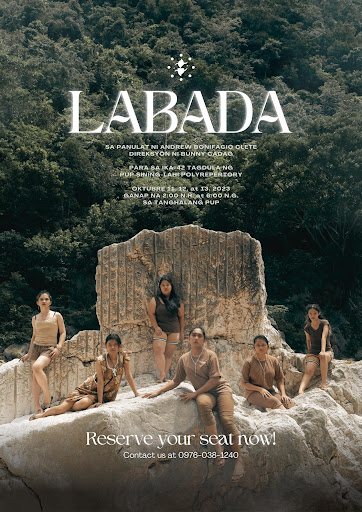 LABADA
SA PANULAT NI ANDREW BONIFACIO CLETE
DIREKSYON NI BUNNY CADAG
PARA SA IKA-42 TAGDULA NG
PUP SINING-LAHI POLYREPERTORY
OKTUBRE 11, 12, at 13, 2023
GANAP NA 2:00 N.H. at 6:00 N.G.
SA TANGHALANG PUP
Reserve your seat now!
Contact us at 0976-038-1240